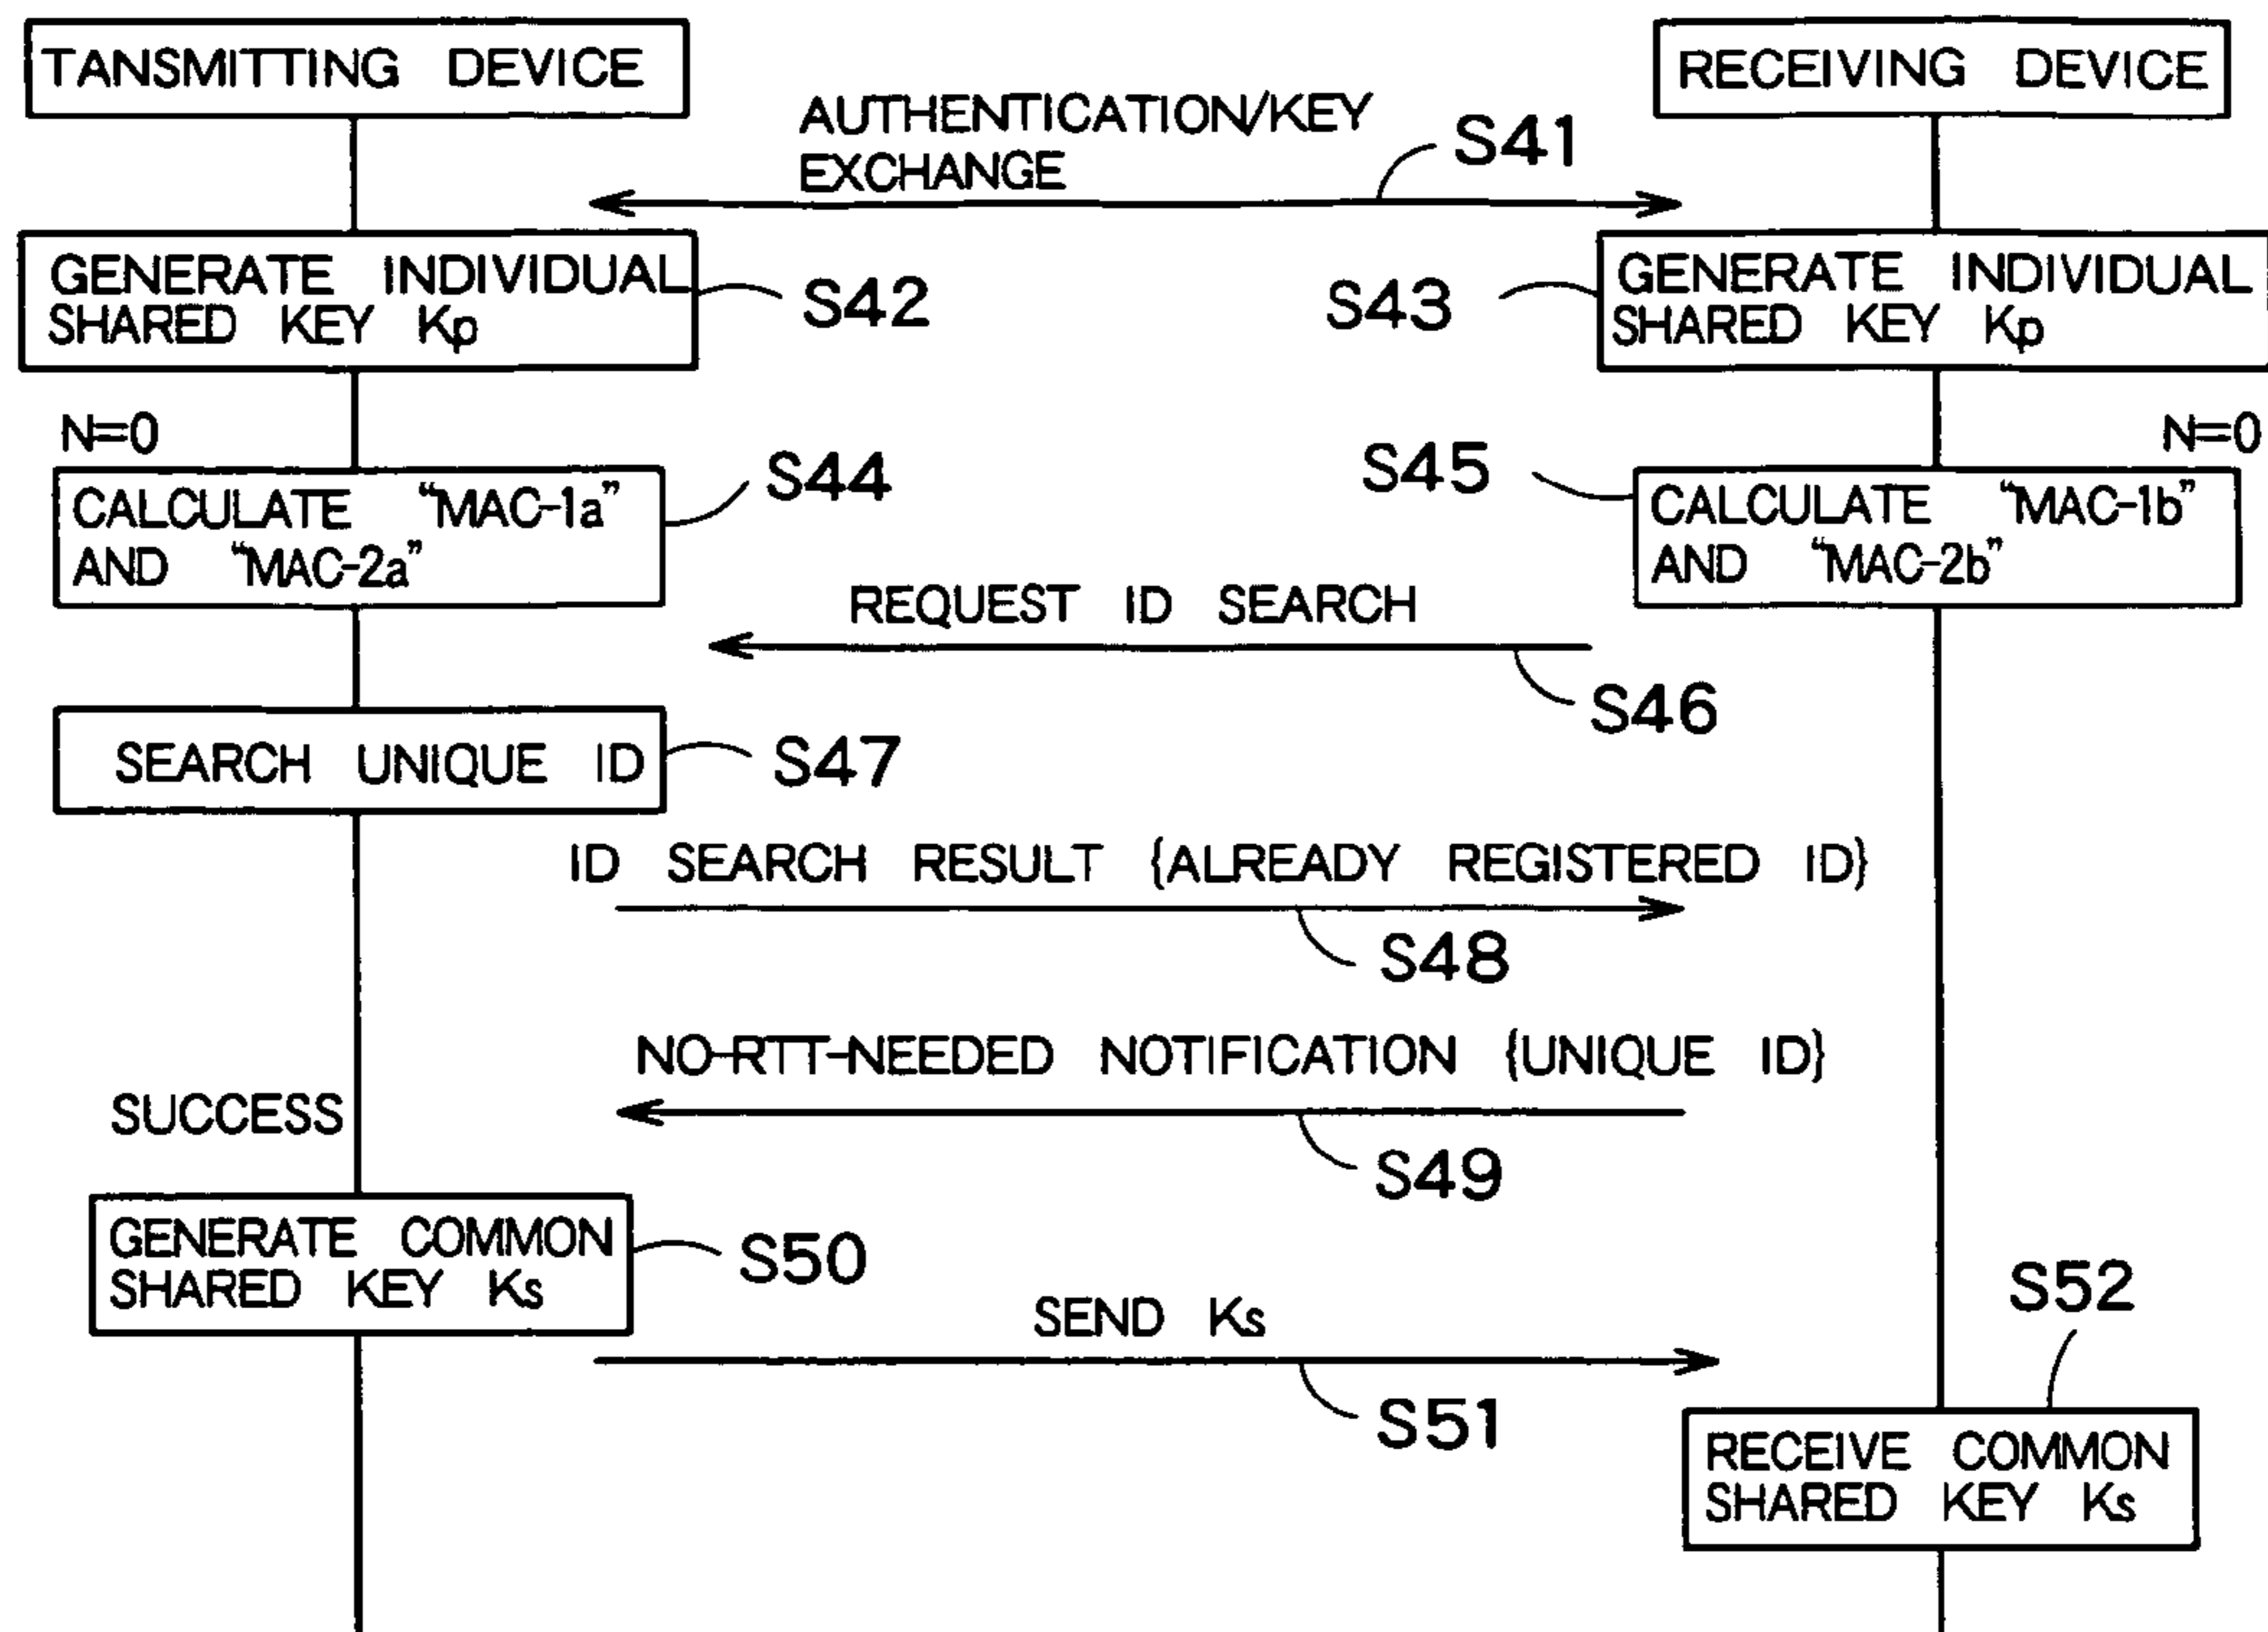 TANSMITTING DEVICE
RECEIVING DEVICE
AUTHENTICATION/KEY
EXCHANGE
S41
GENERATE INDIVIDUAL
SHARED KEY Kp
S42
S43
GENERATE INDIVIDUAL
SHARED KEY Kp
N=0
N=0
CALCULATE “MAC-1a”
AND “MAC-2a”
S44
S45
CALCULATE “MAC-1b”
AND “MAC-2b”
REQUEST ID SEARCH
S46
SEARCH UNIQUE ID
S47
ID SEARCH RESULT {ALREADY REGISTERED ID}
S48
NO-RTT-NEEDED NOTIFICATION {UNIQUE ID}
SUCCESS
S49
GENERATE COMMON
SHARED KEY Ks
S50
SEND Ks
S51
S52
RECEIVE COMMON
SHARED KEY Ks